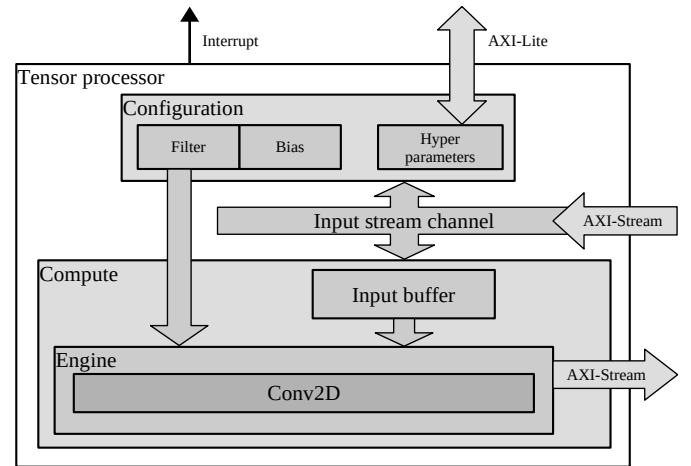 Interrupt
AXI-Lite
Tensor processor
Configuration
Filter
Bias
Hyper
parameters
Input stream channel
AXI-Stream
Compute
Input buffer
Engine
AXI-Stream
Conv2D